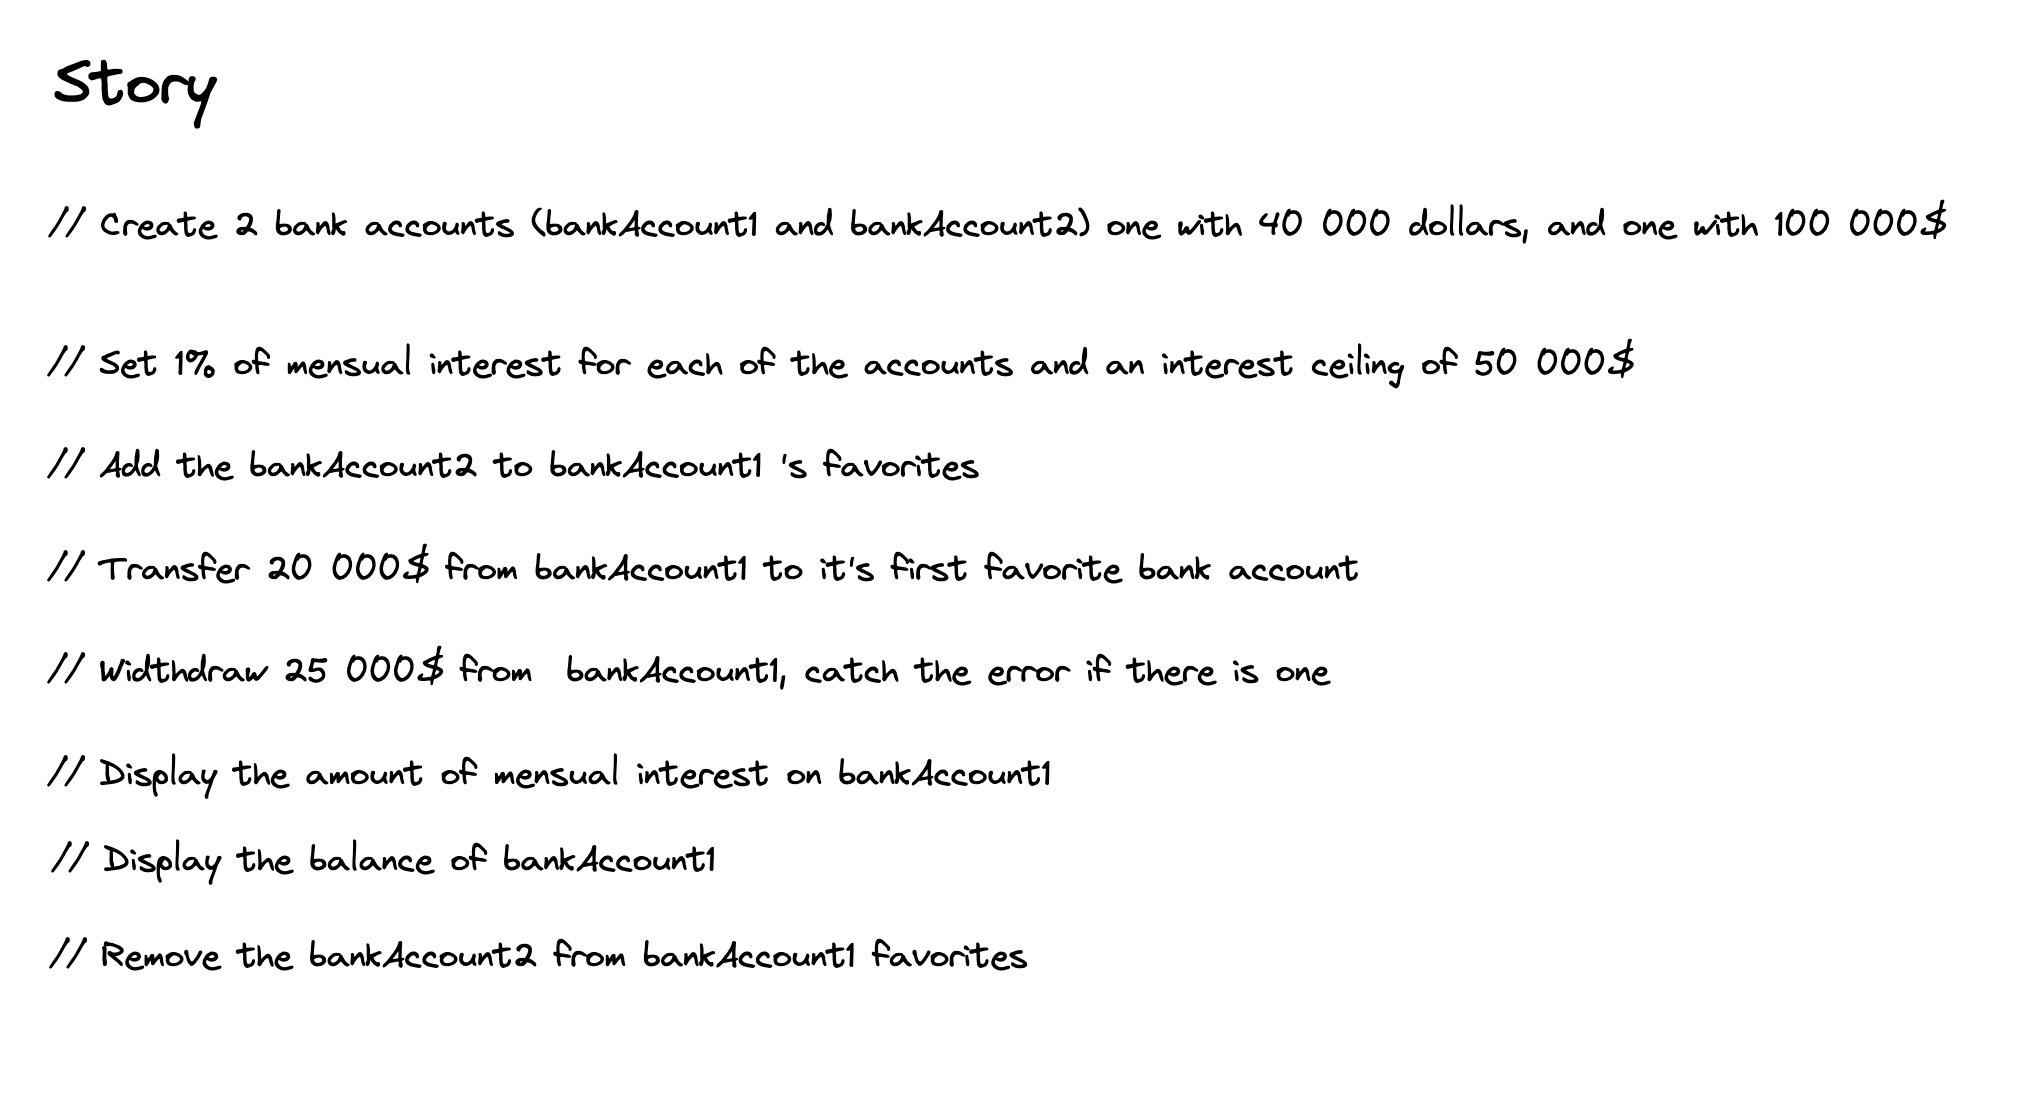 Story
// Create 2 bank accounts (bankAccount1 and bankAccount2) one with 40 000 dollars, and one with 100 000$
// Set 1% of mensual interest for each of the accounts and an interest ceiling of 50 000$
// Add the bankAccount2 to bankAccount1 's favorites
// Transfer 20 000$ from bankAccount1 to it's first favorite bank account
// Widthdraw 25 000$ from  bankAccount1, catch the error if there is one
// Display the amount of mensual interest on bankAccount1
// Display the balance of bankAccount1
// Remove the bankAccount2 from bankAccount1 favorites